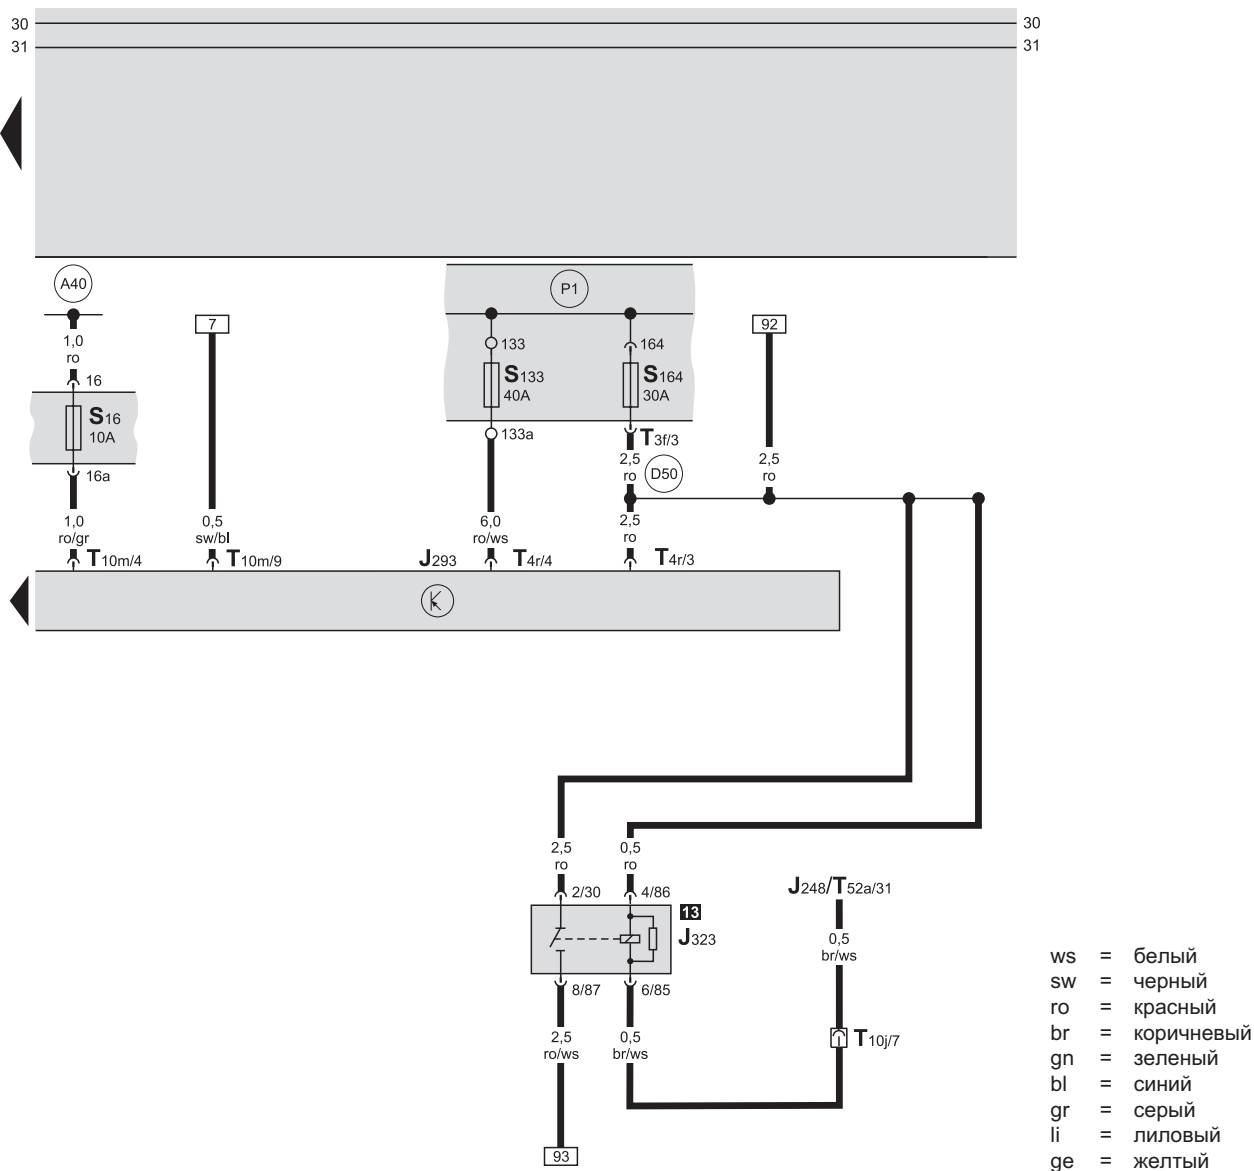 30
30
31
31
A40
P1
1,0
ro
7
92
133
164
16
S133
40A
S164
30A
S16
10A
133a
T3f/3
16a
2,5
ro
D50
2,5
ro
1,0
ro/gr
0,5
sw/bl
6,0
ro/ws
2,5
ro
T10m/4
T10m/9
J293
T4r/4
T4r/3
2,5
ro
0,5
ro
2/30
4/86
J248/T52a/31
13
J323
0,5
br/ws
8/87
6/85
2,5
ro/ws
0,5
br/ws
T10j/7
93
ws = белый
sw = черный
ro = красный
br = коричневый
gn = зеленый
bl = синий
gr = серый
li = лиловый
ge = желтый